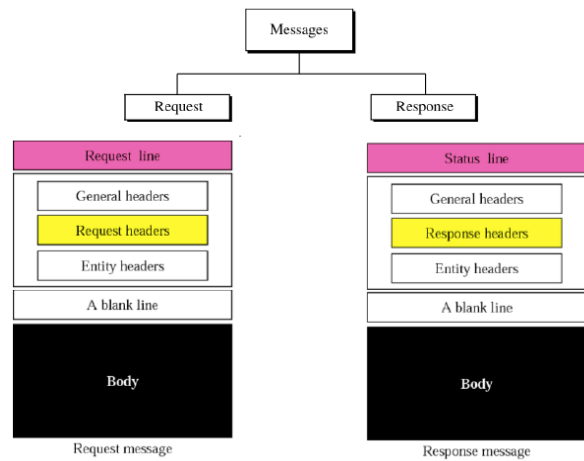 Messages
Request
Response
Request line
General headers
Request headers
Entity headers
A blank line
Body
Request message
Status line
General headers
Response headers
Entity headers
A blank line
Body
Response message